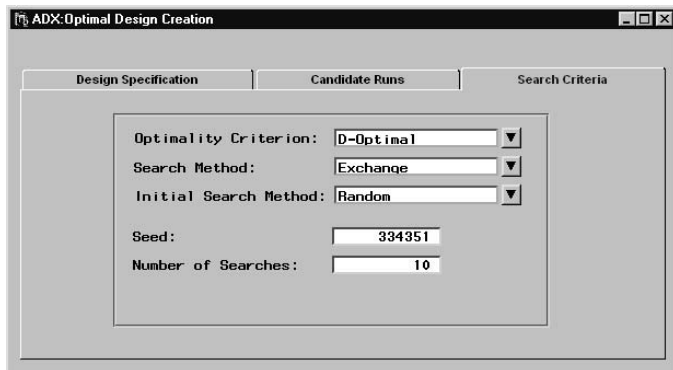 ADX:Optimal Design Creation
Design Specification
Candidate Runs
Search Criteria
Optimality Criterion: D-Optimal
Search Method: Exchange
Initial Search Method: Random
Seed: 334351
Number of Searches: 10